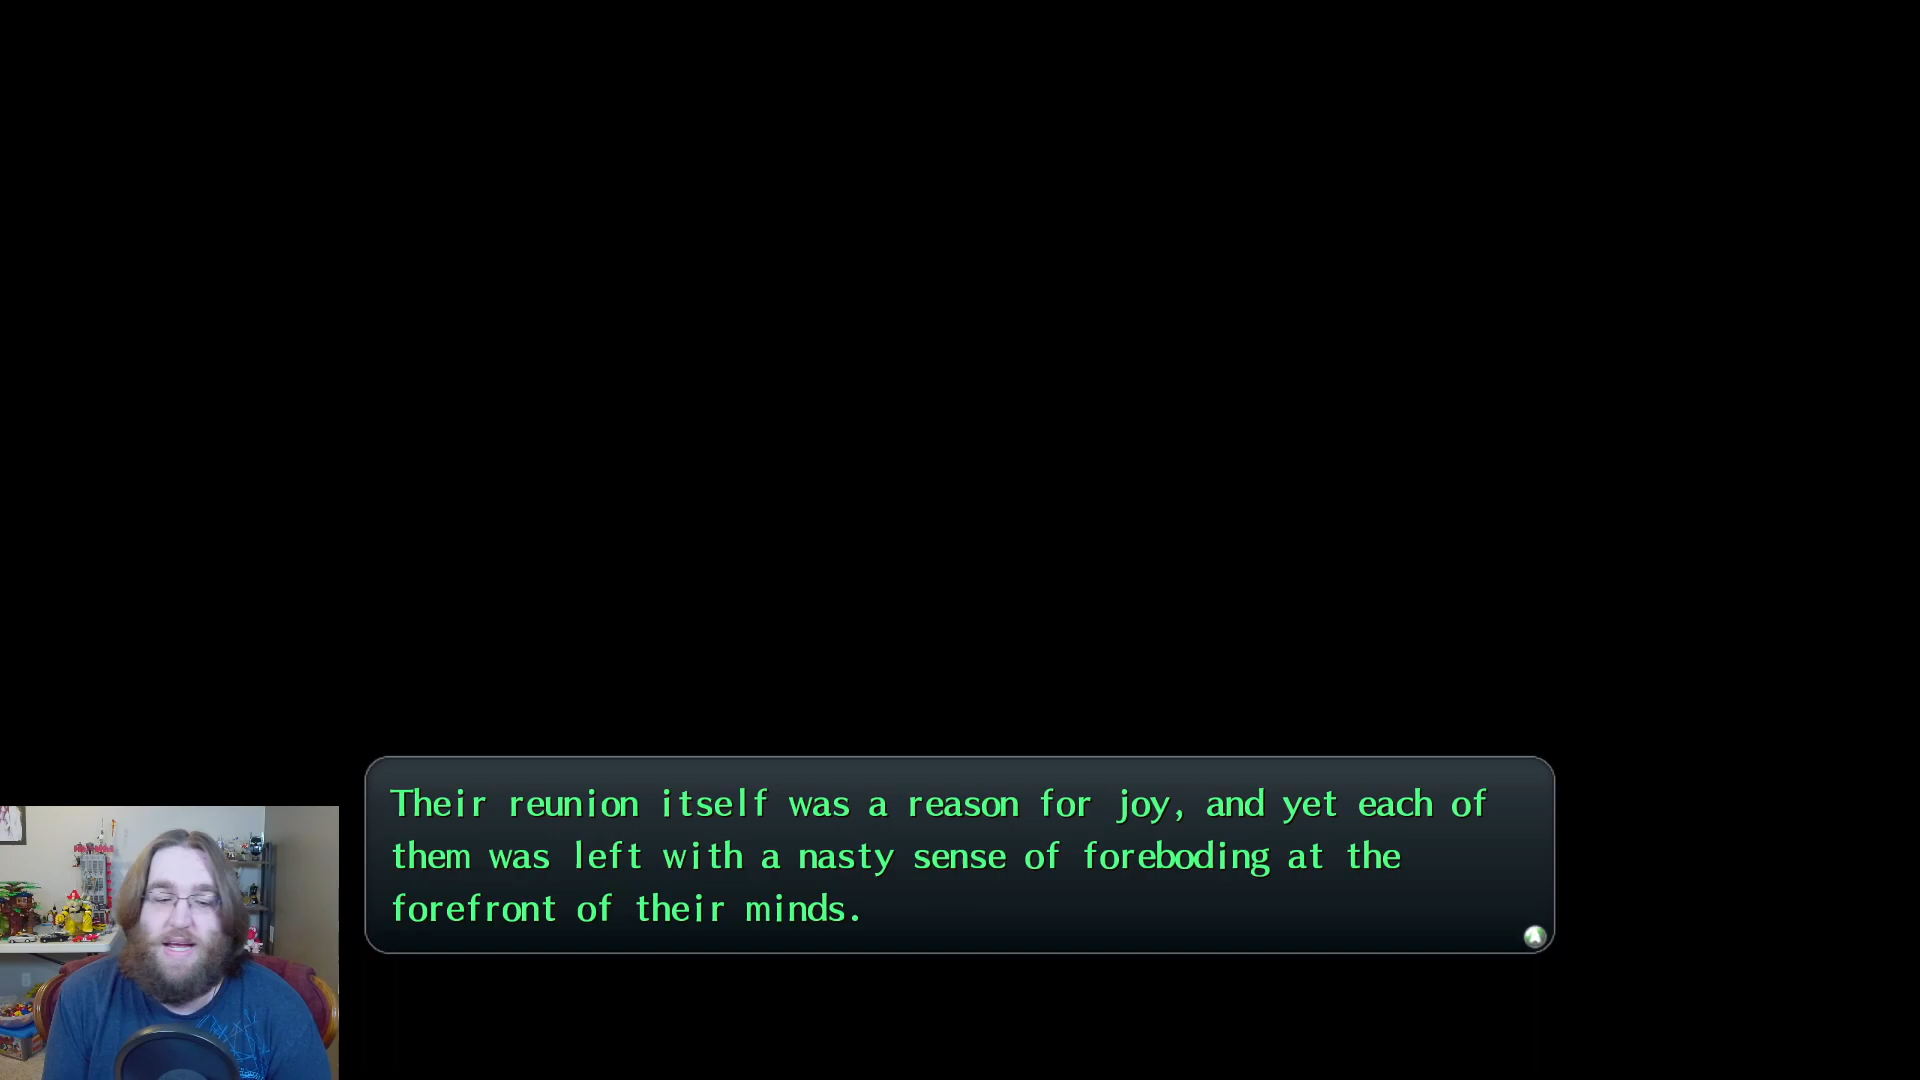 Their reunion itself was a reason for joy, and yet each of
them was left with a nasty sense of foreboding at the
forefront of their minds.